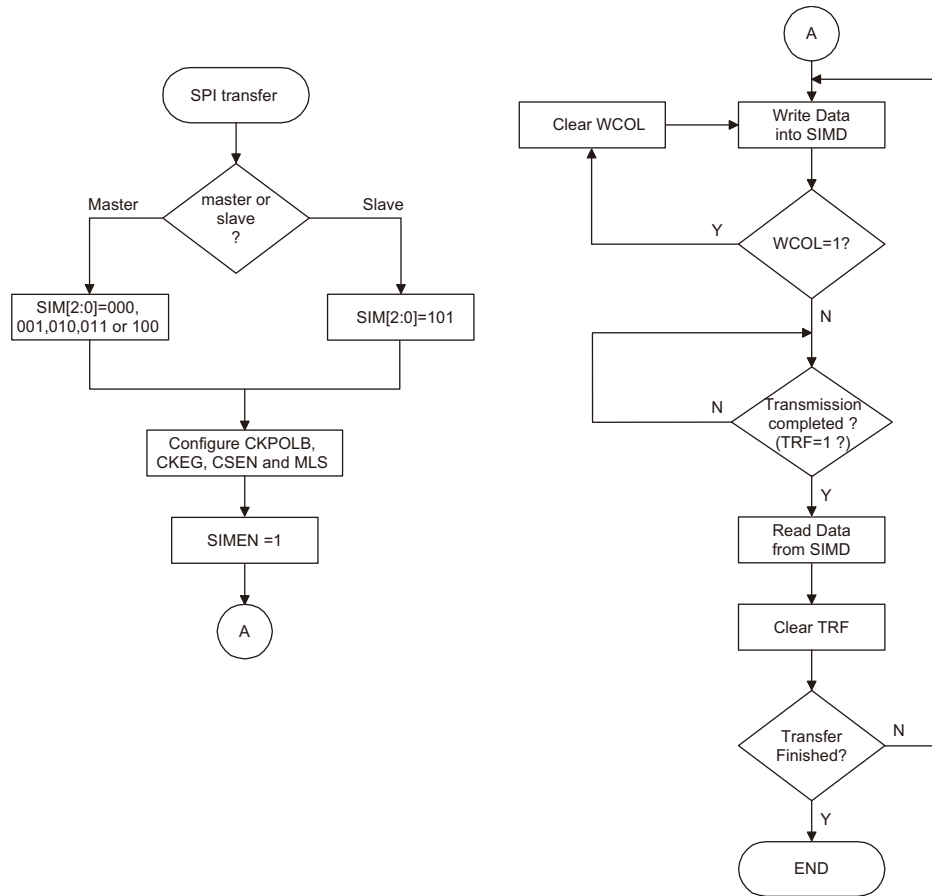 SPI transfer
master or
slave
?
Master
Slave
SIM[2:0]=000,
001,010,011 or 100
SIM[2:0]=101
Configure CKPOLB,
CKEG, CSEN and MLS
SIMEN =1
A
A
Write Data
into SIMD
Clear WCOL
Y
WCOL=1?
N
N
Transmission
completed ?
(TRF=1 ?)
Y
Read Data
from SIMD
Clear TRF
Transfer
Finished?
N
Y
END